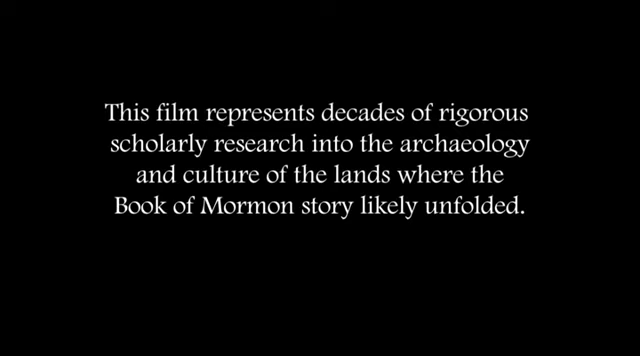 This film represents decades of rigorous
scholarly research into the archaeology
and culture of the lands where the
Book of Mormon story likely unfolded.